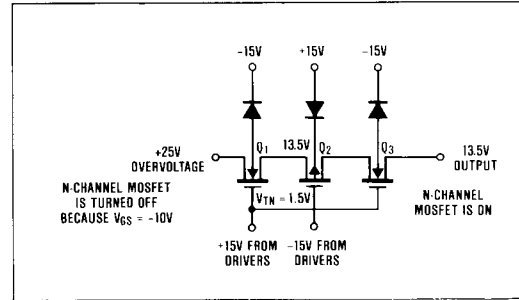 -15V +15V -15V
+25V
OVERVOLTAGE
Q1 13.5V Q2 Q3
13.5V
OUTPUT
N-CHANNEL MOSFET
IS TURNED OFF
BECAUSE VGS = -10V
VTN = 1.5V
N-CHANNEL
MOSFET IS ON
+15V FROM
DRIVERS
-15V FROM
DRIVERS